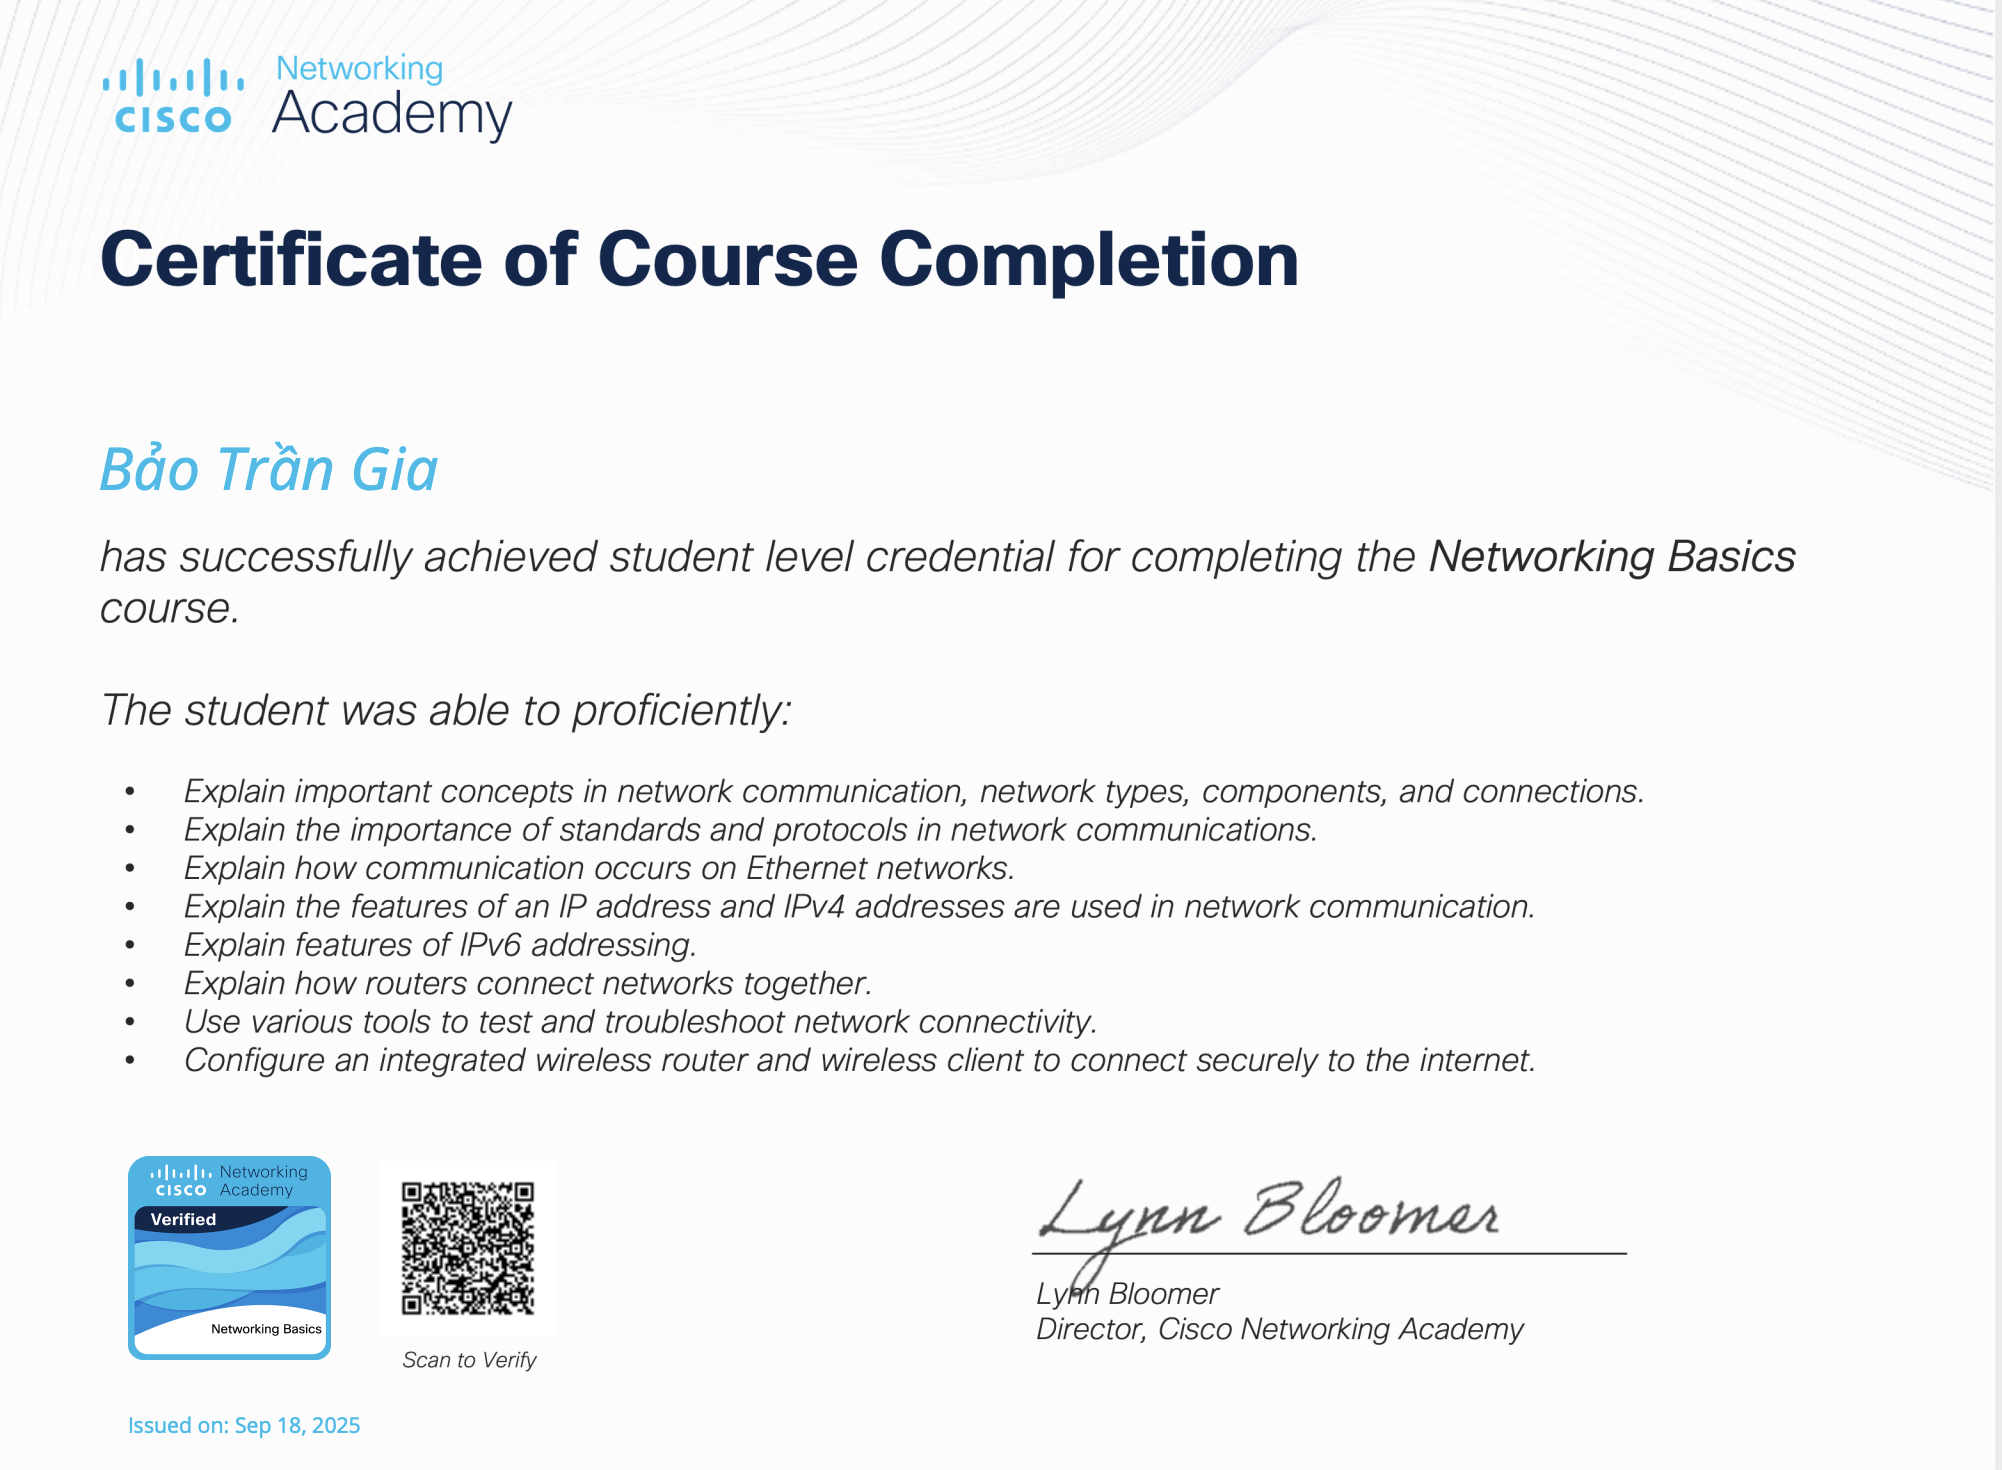 Networking
CISCO Academy
Certificate of Course Completion
Bảo Trần Gia
has successfully achieved student level credential for completing the Networking Basics
course.
The student was able to proficiently:
• Explain important concepts in network communication, network types, components, and connections.
• Explain the importance of standards and protocols in network communications.
• Explain how communication occurs on Ethernet networks.
• Explain the features of an IP address and IPv4 addresses are used in network communication.
• Explain features of IPv6 addressing.
• Explain how routers connect networks together.
• Use various tools to test and troubleshoot network connectivity.
• Configure an integrated wireless router and wireless client to connect securely to the internet.
Networking
CISCO Academy
Verified
Networking Basics
Scan to Verify
Lynn Bloomer
Lynn Bloomer
Director, Cisco Networking Academy
Issued on: Sep 18, 2025